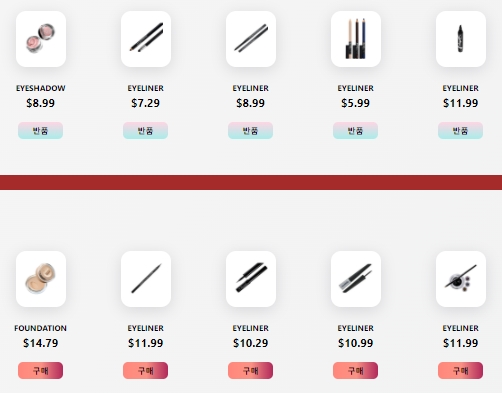 EYESHADOW EYELINER EYELINER EYELINER EYELINER
$8.99 $7.29 $8.99 $5.99 $11.99
반품 반품 반품 반품 반품
FOUNDATION EYELINER EYELINER EYELINER EYELINER
$14.79 $11.99 $10.29 $10.99 $11.99
구매 구매 구매 구매 구매